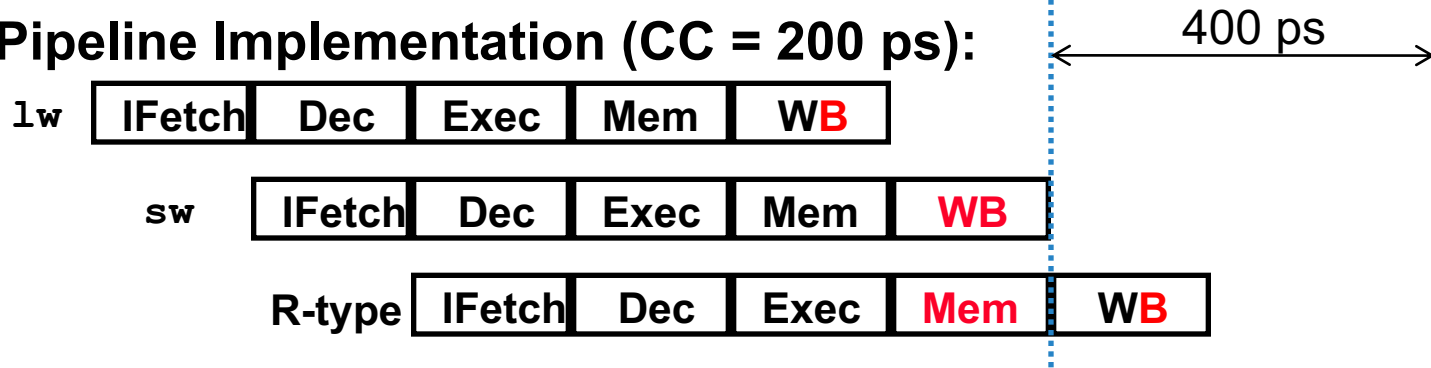 Pipeline Implementation (CC = 200 ps): 400 ps
lw IFetch Dec Exec Mem WB
sw IFetch Dec Exec Mem WB
R-type IFetch Dec Exec Mem WB